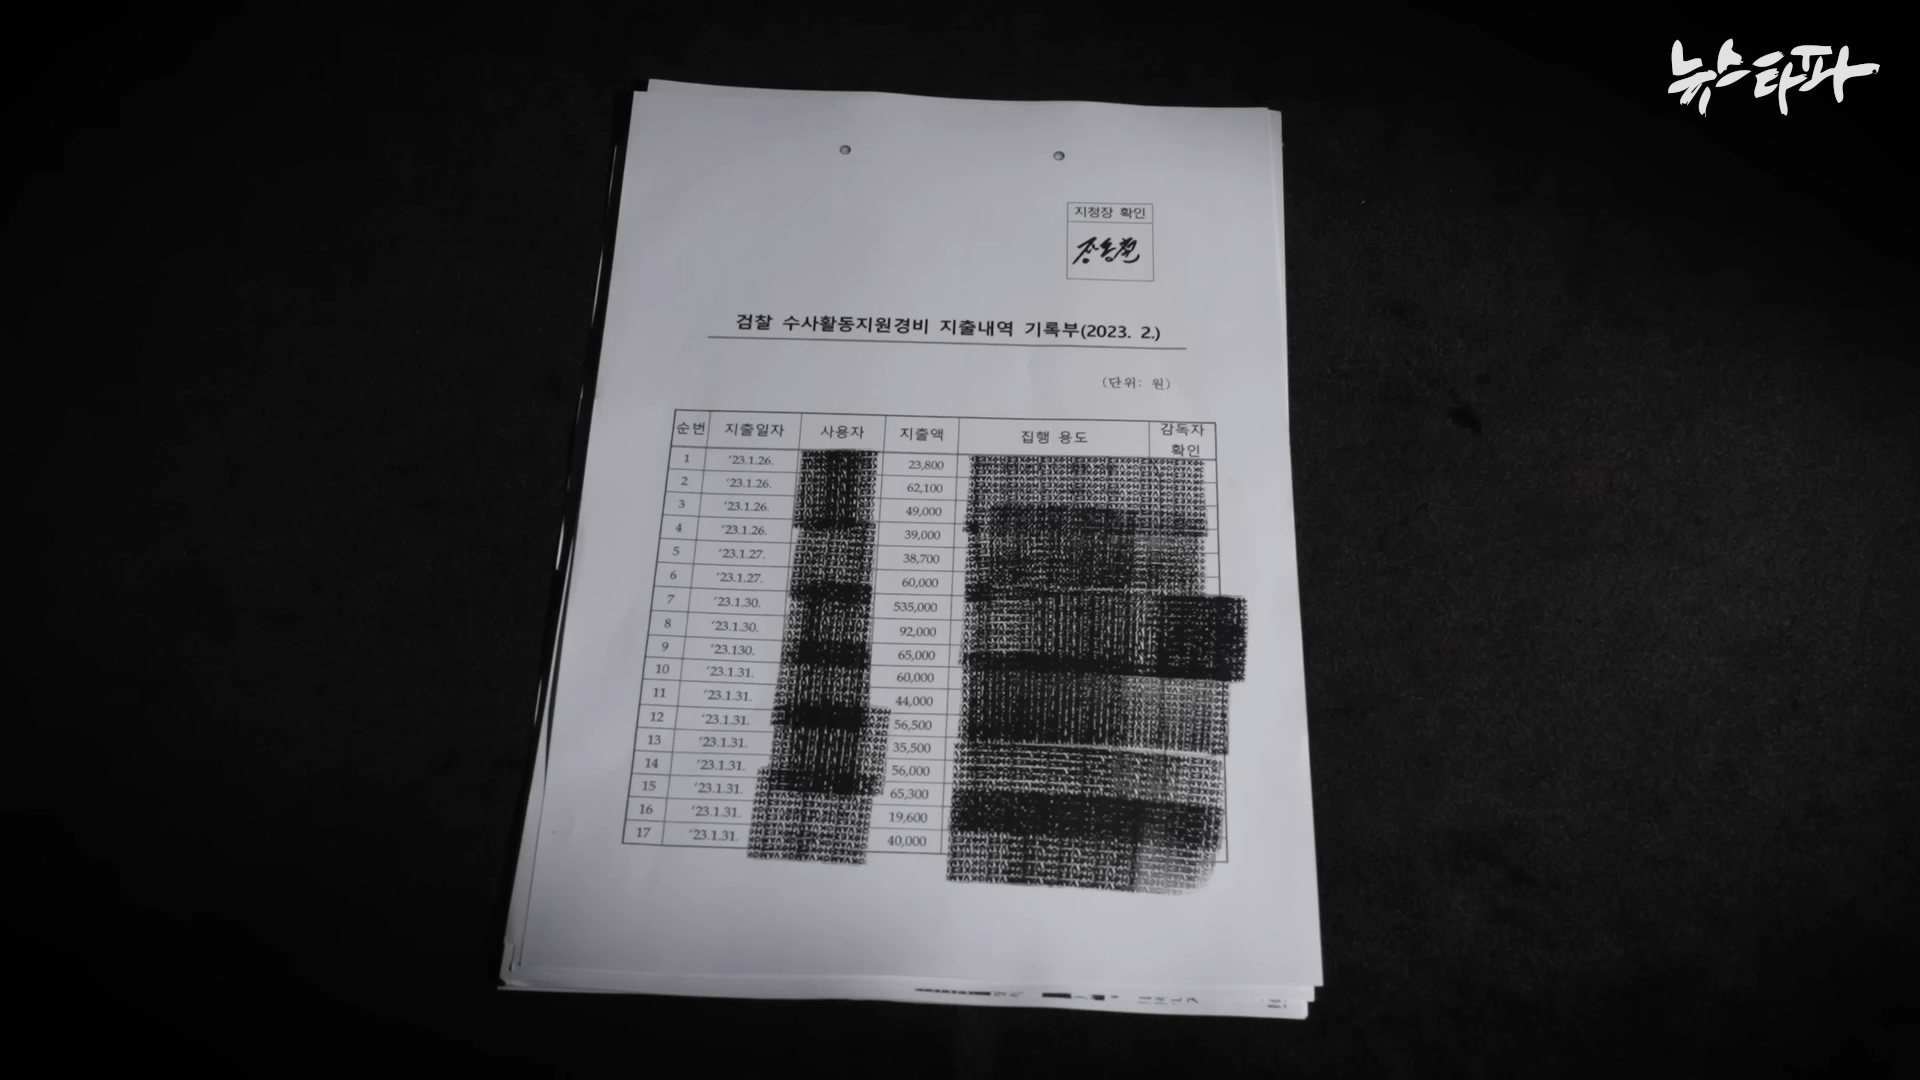 뉴스타파
지청장 확인
검찰 수사활동지원경비 지출내역 기록부(2023. 2.)
(단위: 원)
순번 지출일자 사용자 지출액 집행 용도 감독자 확인
1 '23.1.26. 23,800
2 '23.1.26. 62,100
3 '23.1.26. 49,000
4 '23.1.26. 39,000
5 '23.1.27. 38,700
6 '23.1.27. 60,000
7 '23.1.30. 535,000
8 '23.1.30. 92,000
9 '23.130. 65,000
10 '23.1.31. 60,000
11 '23.1.31. 44,000
12 '23.1.31. 56,500
13 '23.1.31. 35,500
14 '23.1.31. 56,000
15 '23.1.31. 65,300
16 '23.1.31. 19,600
17 '23.1.31. 40,000